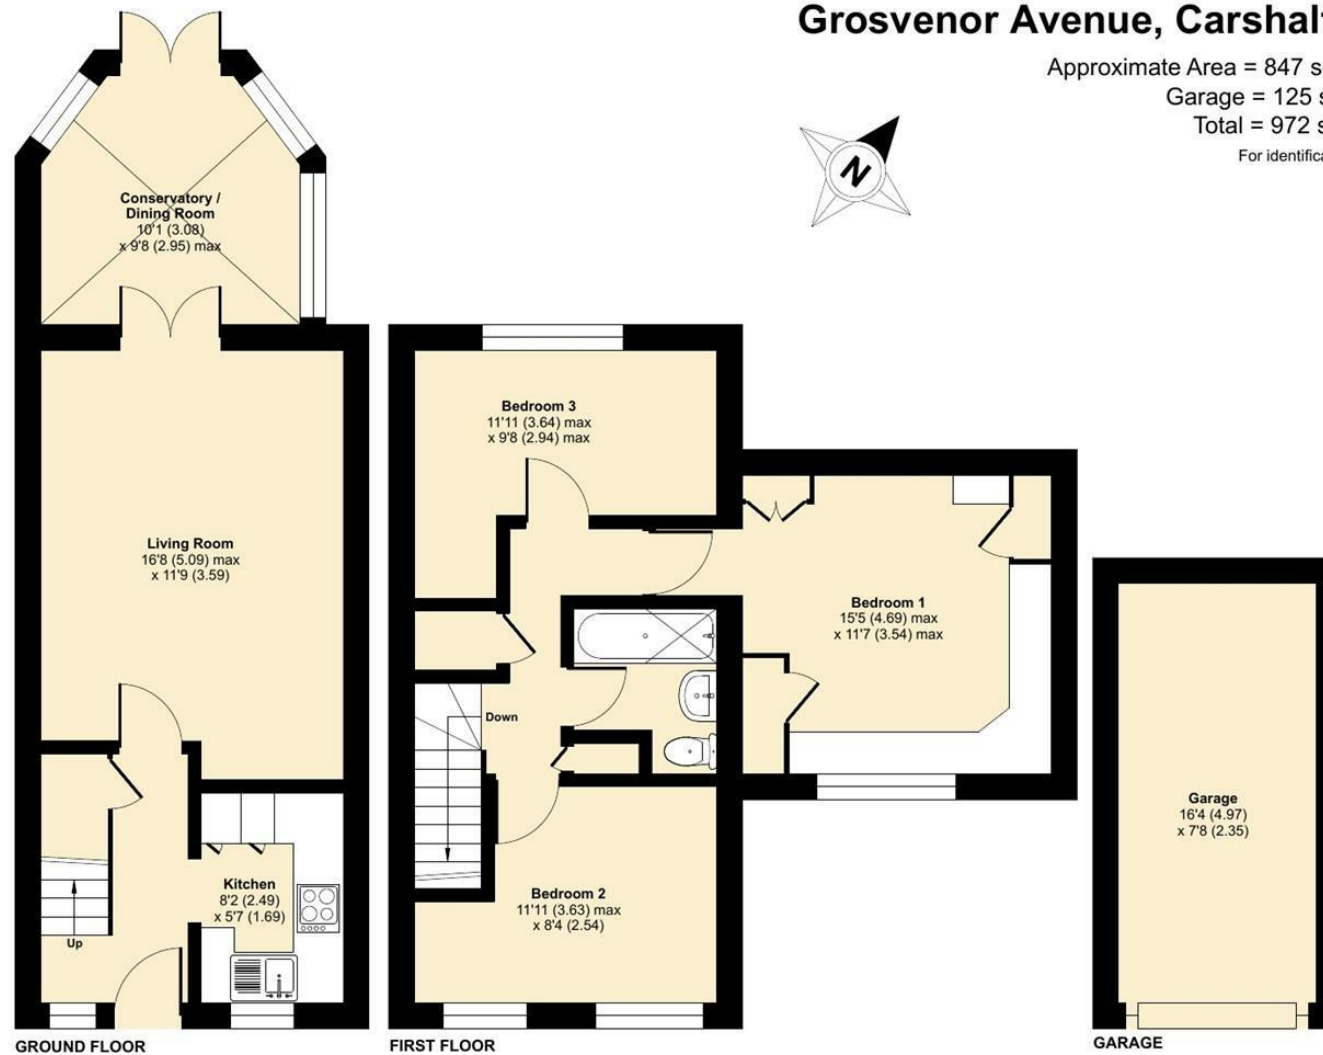 Grosvenor Avenue,
Approximate Area = 847
Garage = 125
Total = 972
For
N
Conservatory /
Dining Room
10'1 (3.08)
x 9'8 (2.95) max
Bedroom 3
11'11 (3.64) max
x 9'8 (2.94) max
Living Room
16'8 (5.09) max
x 11'9 (3.59)
Bedroom 1
15'5 (4.69) max
x 11'7 (3.54) max
Down
Garage
16'4 (4.97)
x 7'8 (2.35)
Kitchen
8'2 (2.49)
x 5'7 (1.69)
Bedroom 2
11'11 (3.63) max
x 8'4 (2.54)
Up
GROUND FLOOR
FIRST FLOOR
GARAGE